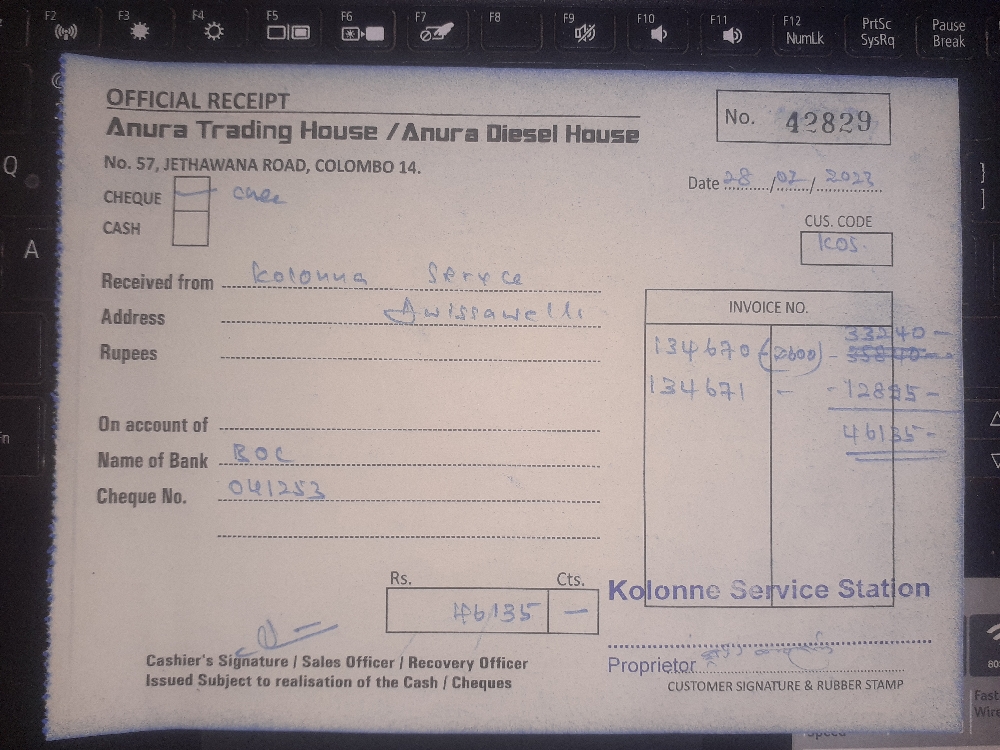 F2 F3 F4 F5 F6 F7 F8 F9 F10 F11 F12 PrtSc Pause
NumLk SysRq Break
Q
A
OFFICIAL RECEIPT
Anura Trading House /Anura Diesel House
No. 57, JETHAWANA ROAD, COLOMBO 14.
No. 42829
Date 28/02/2023
CHEQUE
CASH
CUS. CODE
KOS.
Received from Kolonna Servce
Address Awissawella
Rupees
On account of
Name of Bank BOC
Cheque No. 041253
INVOICE NO.
33240 -
134670 (-2600) - 35840 -
134671 - - 12895 -
46135 -
Rs. Cts.
46135 -
Kolonne Service Station
Proprietor
Cashier's Signature / Sales Officer / Recovery Officer
Issued Subject to realisation of the Cash / Cheques
CUSTOMER SIGNATURE & RUBBER STAMP